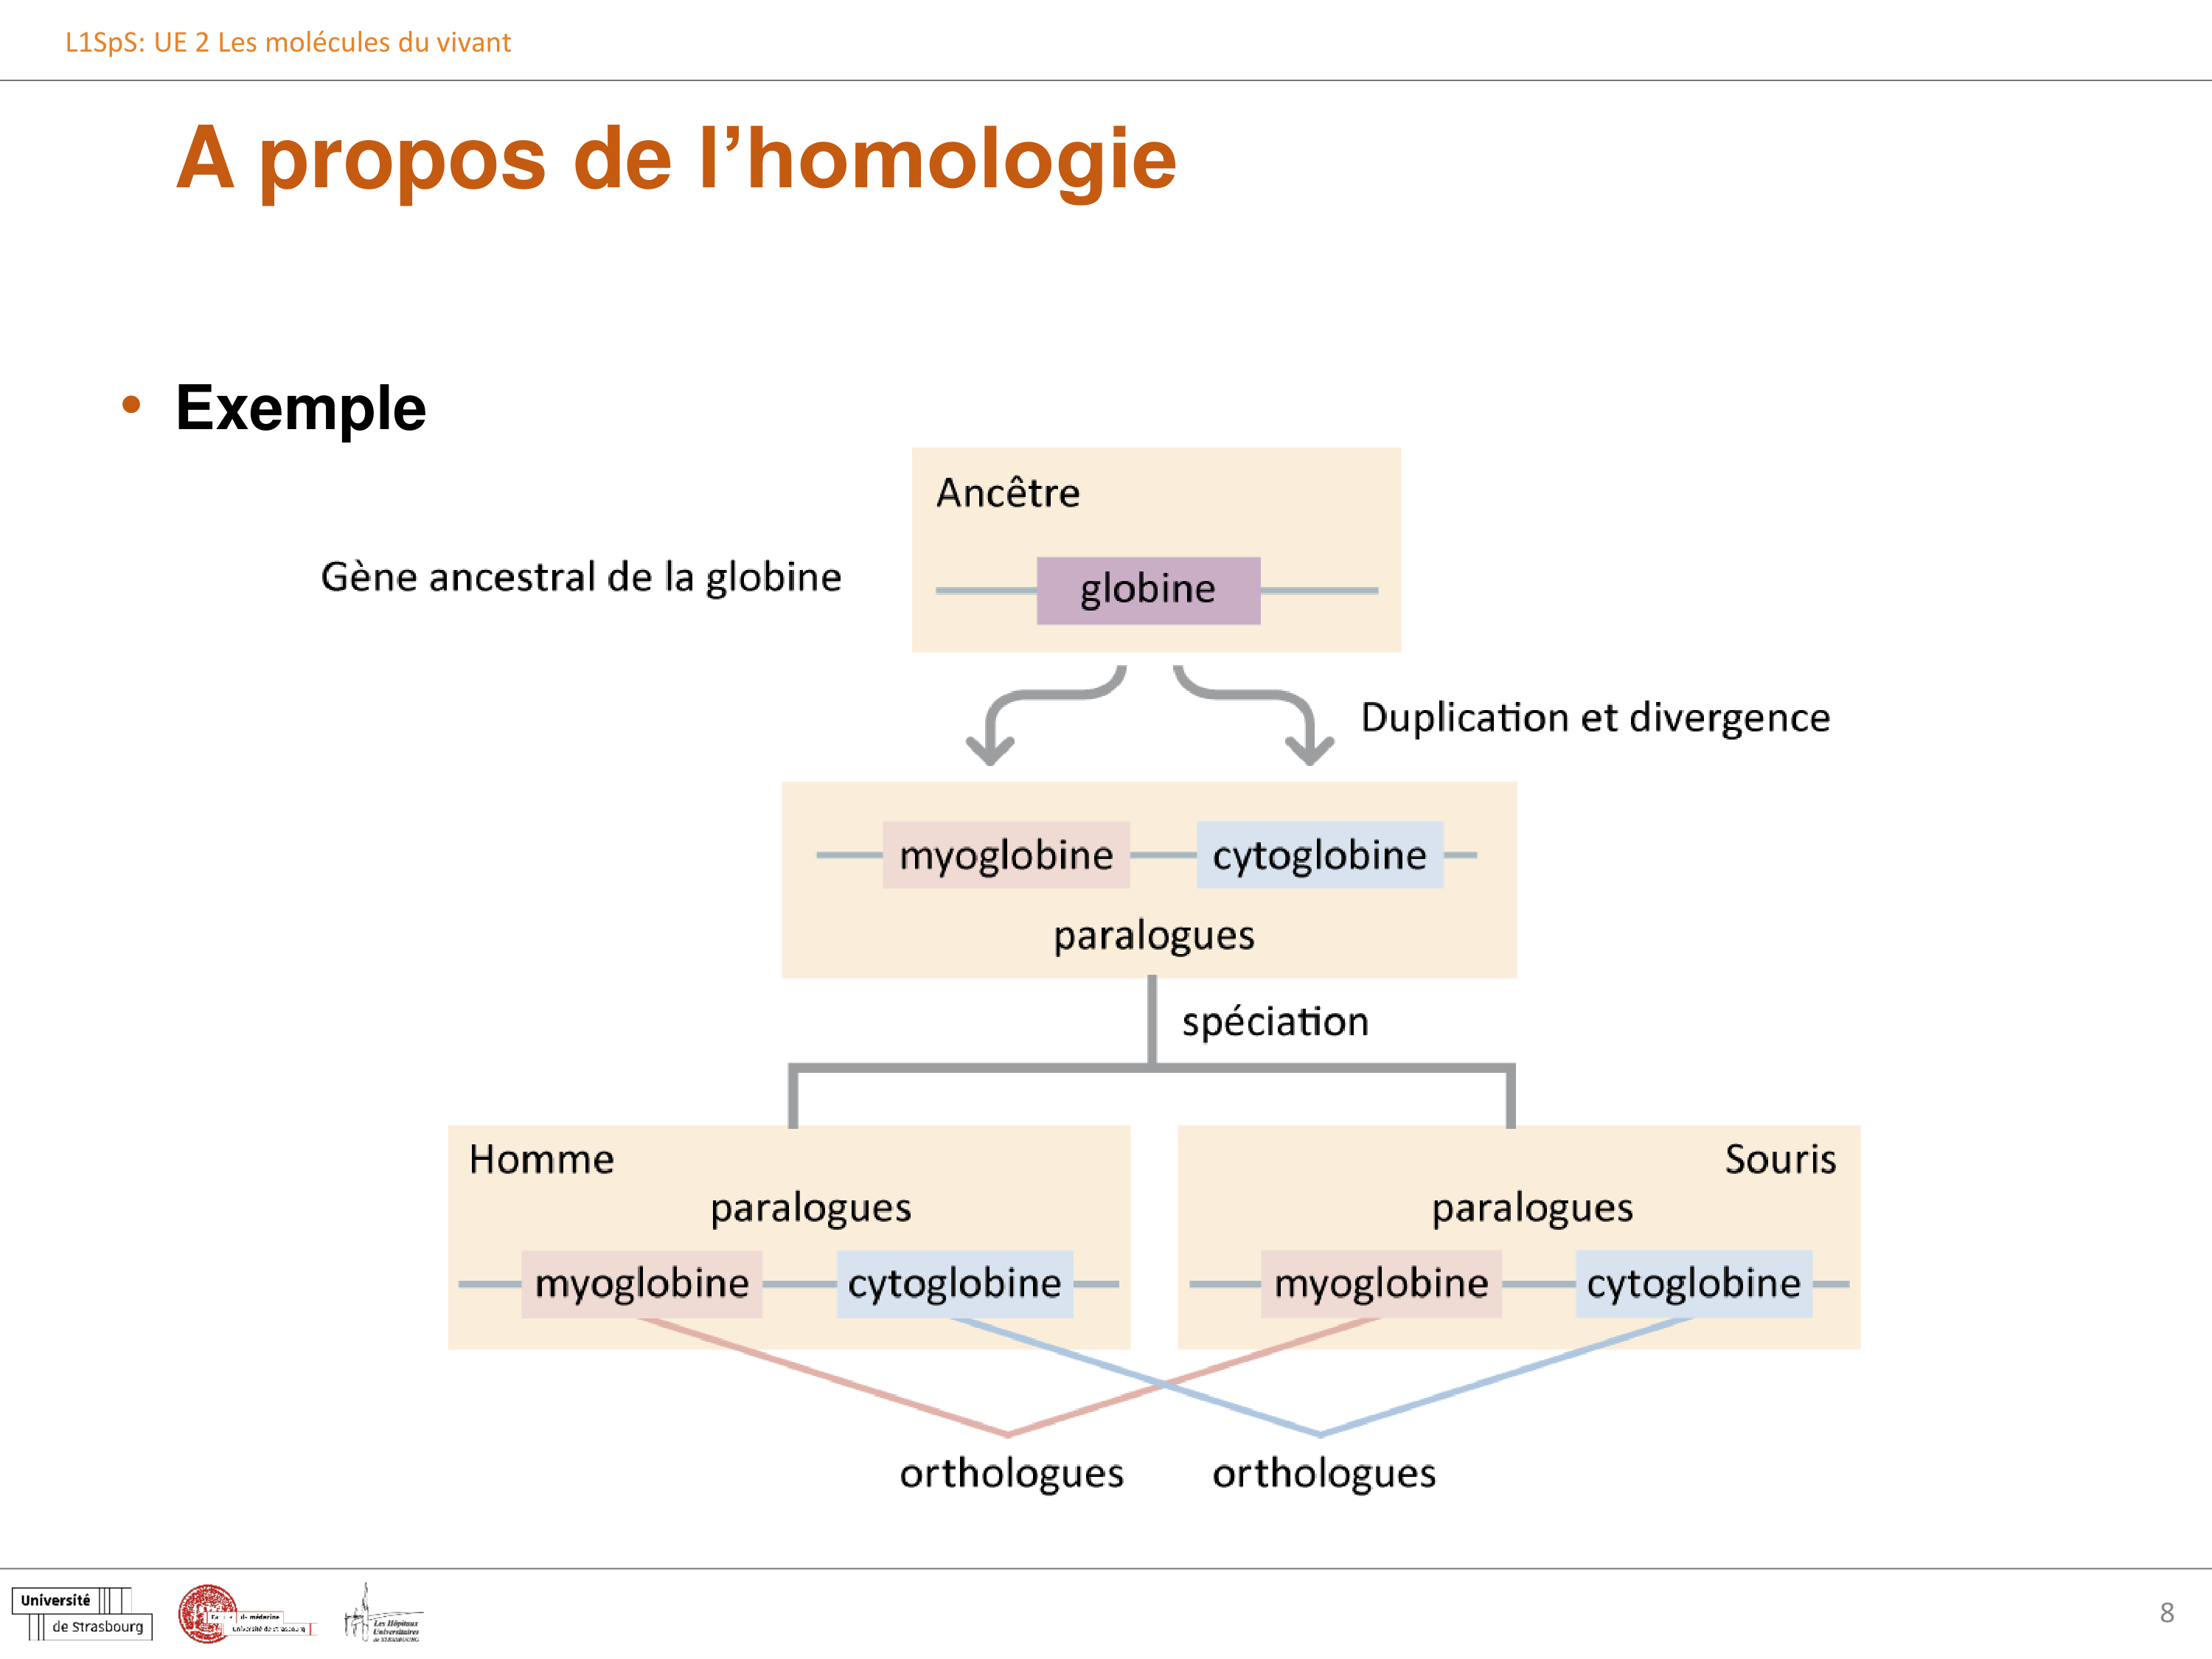 L1SpS: UE 2 Les molécules du vivant
A propos de l’homologie
• Exemple
Ancêtre
Gène ancestral de la globine
globine
Duplication et divergence
myoglobine cytoglobine
paralogues
spéciation
Homme
Souris
paralogues paralogues
myoglobine cytoglobine myoglobine cytoglobine
orthologues orthologues
Université
de Strasbourg
de médecine
Université de Strasbourg
Les Hôpitaux
Universitaires
de STRASBOURG
8